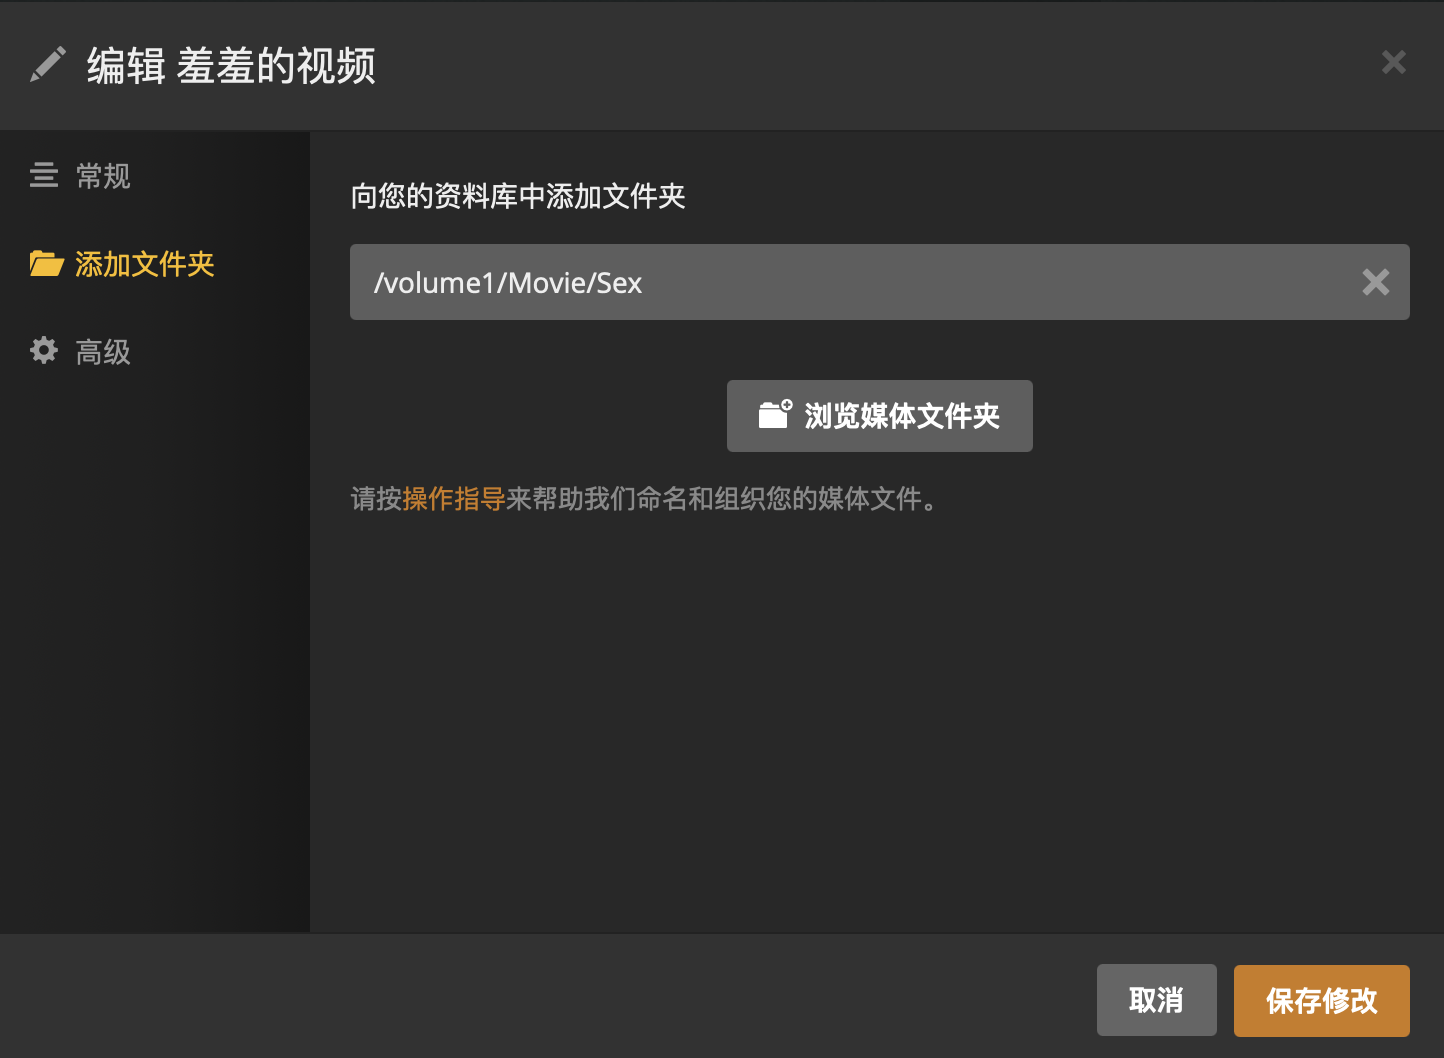 编辑 羞羞的视频
常规
添加文件夹
高级
向您的资料库中添加文件夹
/volume1/Movie/Sex
浏览媒体文件夹
请按操作指导来帮助我们命名和组织您的媒体文件。
取消
保存修改